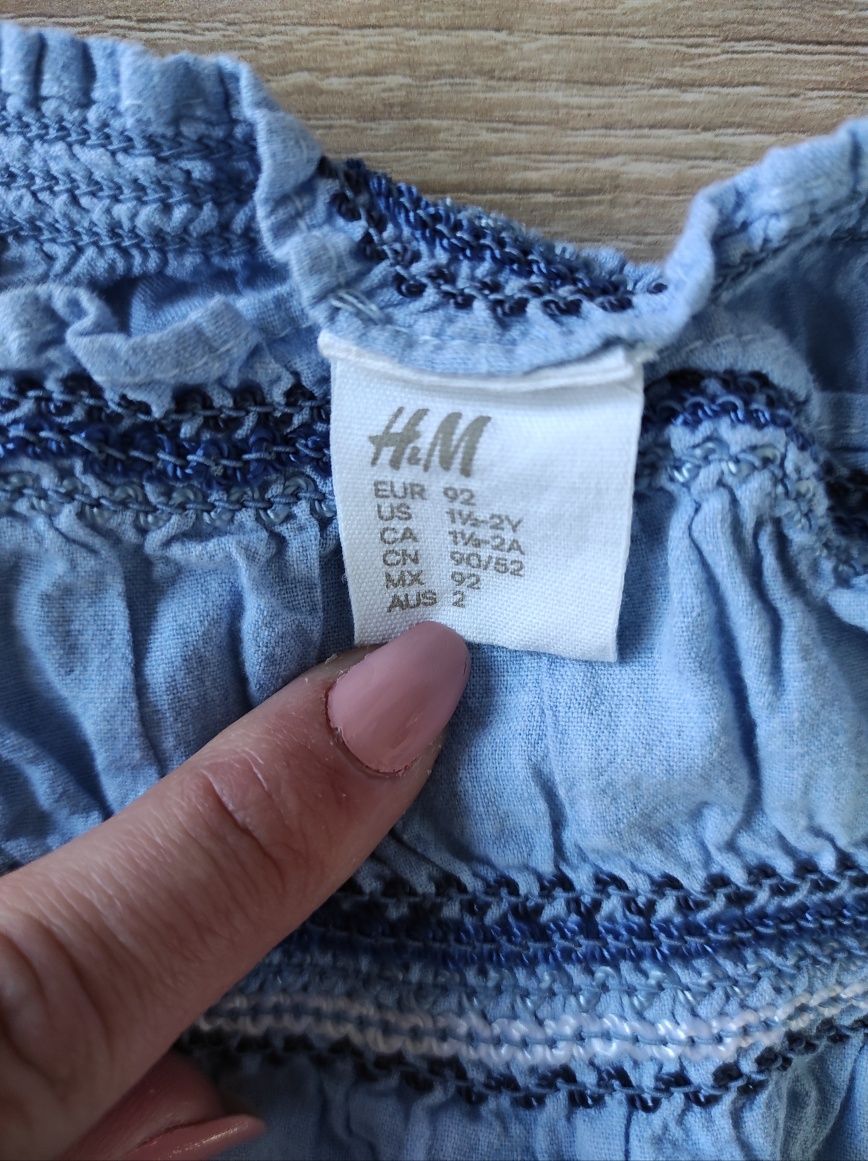 H&M
EUR 92
US 1½-2Y
CA 1½-2A
CN 90/52
MX 92
AUS 2